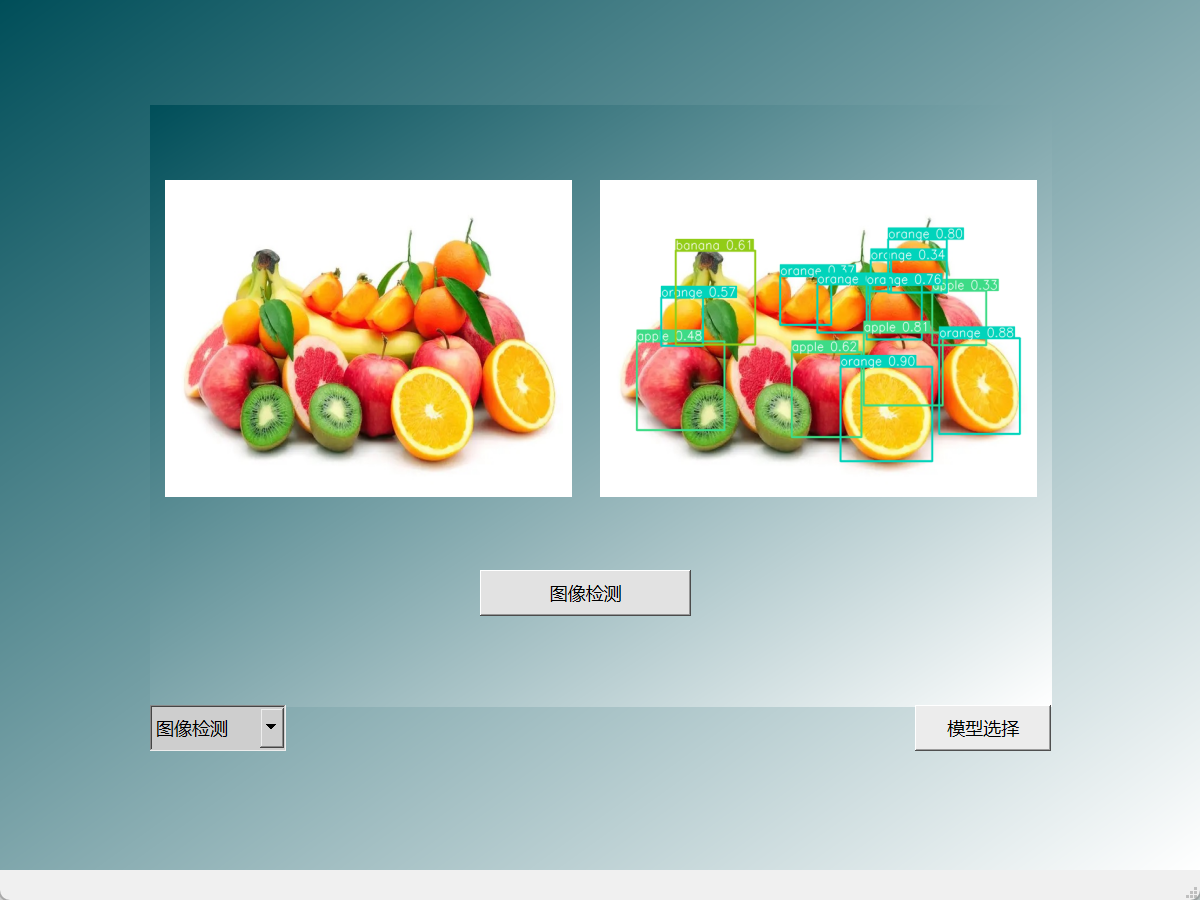 orange 0.80
banana 0.61
orange 0.34
orange 0.37
orange
orange 0.76
apple 0.33
orange 0.57
apple 0.81
orange 0.88
apple 0.48
apple 0.62
orange 0.90
图像检测
图像检测
模型选择